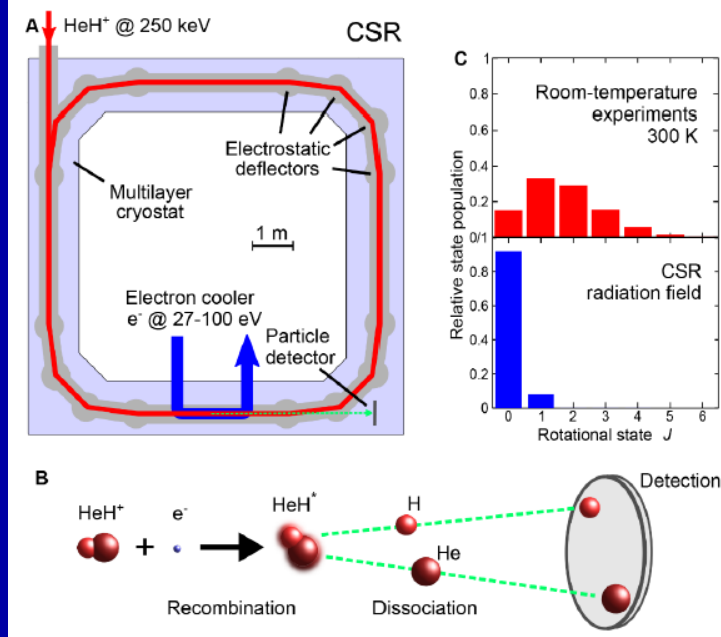 A
HeH⁺ @ 250 keV
CSR
Electrostatic
deflectors
Multilayer
cryostat
1 m
Electron cooler
e⁻ @ 27-100 eV
Particle
detector
C
Relative state population
1
0.8
0.6
0.4
0.2
0/1
0.8
0.6
0.4
0.2
0
Room-temperature
experiments
300 K
CSR
radiation field
0 1 2 3 4 5 6
Rotational state J
B
HeH⁺
e⁻
+
HeH*
H
He
Detection
Recombination
Dissociation